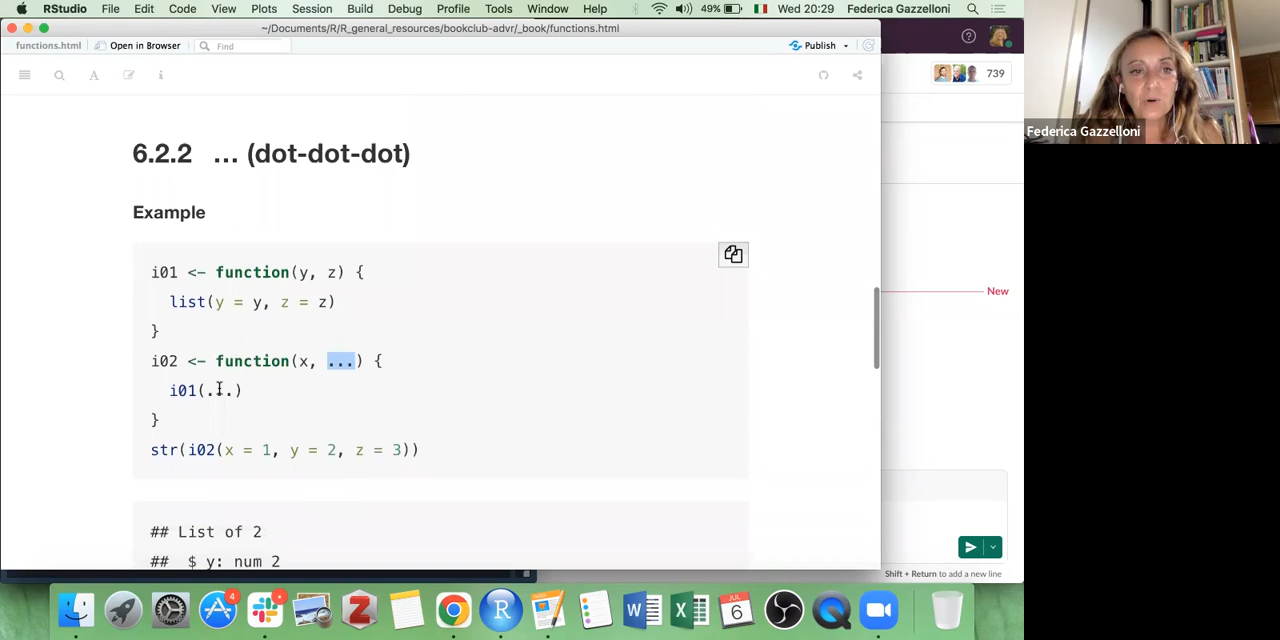 RStudio File Edit Code View Plots Session Build Debug Profile Tools Window Help 49% Wed 20:29 Federica Gazzelloni
~/Documents/R/R_general_resources/bookclub-advr/_book/functions.html
functions.html Open in Browser Find Publish
A i
739
Federica Gazzelloni
6.2.2 ... (dot-dot-dot)
Example
i01 <- function(y, z) {
list(y = y, z = z)
}
i02 <- function(x, ...) {
i01(...)
}
str(i02(x = 1, y = 2, z = 3))
New
## List of 2
## $ y: num 2
Shift + Return to add a new line
4
Z
R
W
X
JUL
6